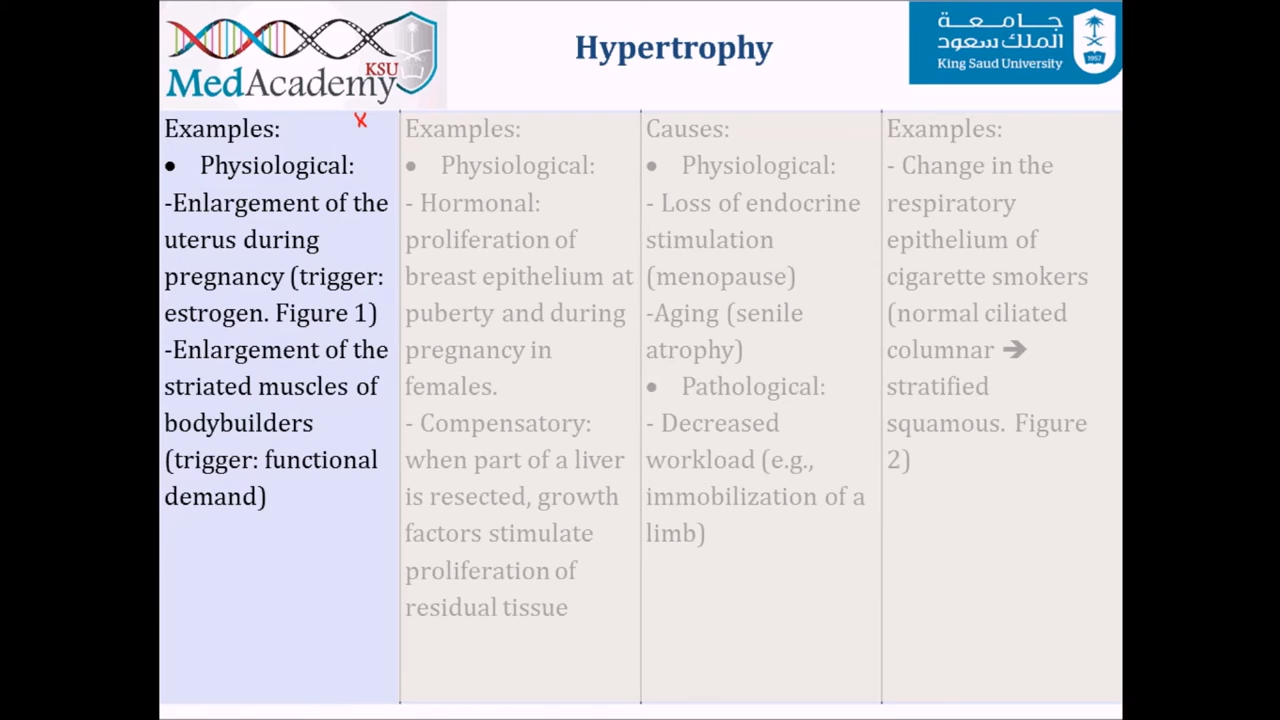 MedAcademy KSU
Hypertrophy
جامعة
الملك سعود
King Saud University
1957
x
Examples:
• Physiological:
-Enlargement of the
uterus during
pregnancy (trigger:
estrogen. Figure 1)
-Enlargement of the
striated muscles of
bodybuilders
(trigger: functional
demand)
Examples:
• Physiological:
- Hormonal:
proliferation of
breast epithelium at
puberty and during
pregnancy in
females.
- Compensatory:
when part of a liver
is resected, growth
factors stimulate
proliferation of
residual tissue
Causes:
• Physiological:
- Loss of endocrine
stimulation
(menopause)
-Aging (senile
atrophy)
• Pathological:
- Decreased
workload (e.g.,
immobilization of a
limb)
Examples:
- Change in the
respiratory
epithelium of
cigarette smokers
(normal ciliated
columnar ➔
stratified
squamous. Figure
2)